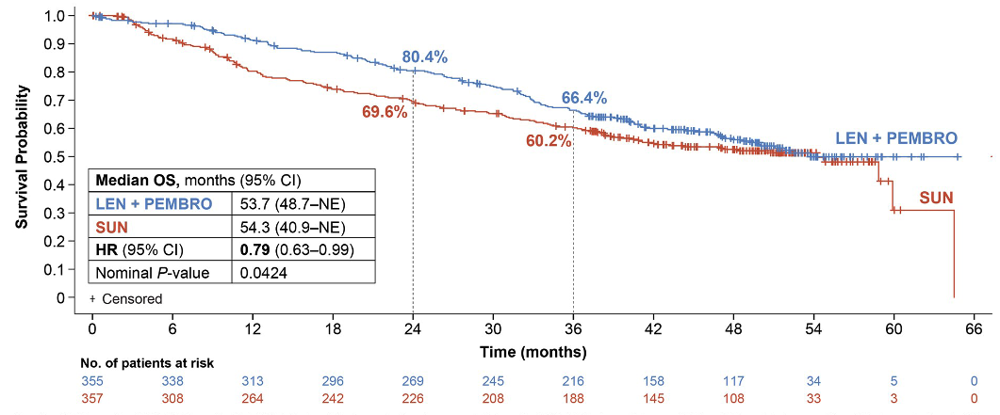 Survival Probability
1.0
0.9
0.8
0.7
0.6
0.5
0.4
0.3
0.2
0.1
0
80.4%
69.6%
66.4%
60.2%
LEN + PEMBRO
SUN
Median OS, months (95% CI)
LEN + PEMBRO 53.7 (48.7–NE)
SUN 54.3 (40.9–NE)
HR (95% CI) 0.79 (0.63–0.99)
Nominal P-value 0.0424
+ Censored
0 6 12 18 24 30 36 42 48 54 60 66
Time (months)
No. of patients at risk
355 338 313 296 269 245 216 158 117 34 5 0
357 308 264 242 226 208 188 145 108 33 3 0